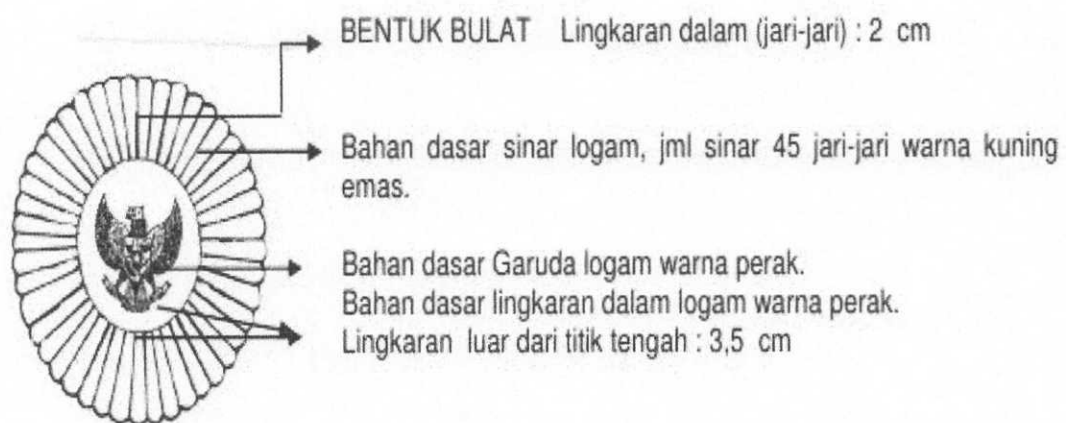 BENTUK BULAT Lingkaran dalam (jari-jari) : 2 cm
Bahan dasar sinar logam, jml sinar 45 jari-jari warna kuning
emas.
Bahan dasar Garuda logam warna perak.
Bahan dasar lingkaran dalam logam warna perak.
Lingkaran luar dari titik tengah : 3,5 cm